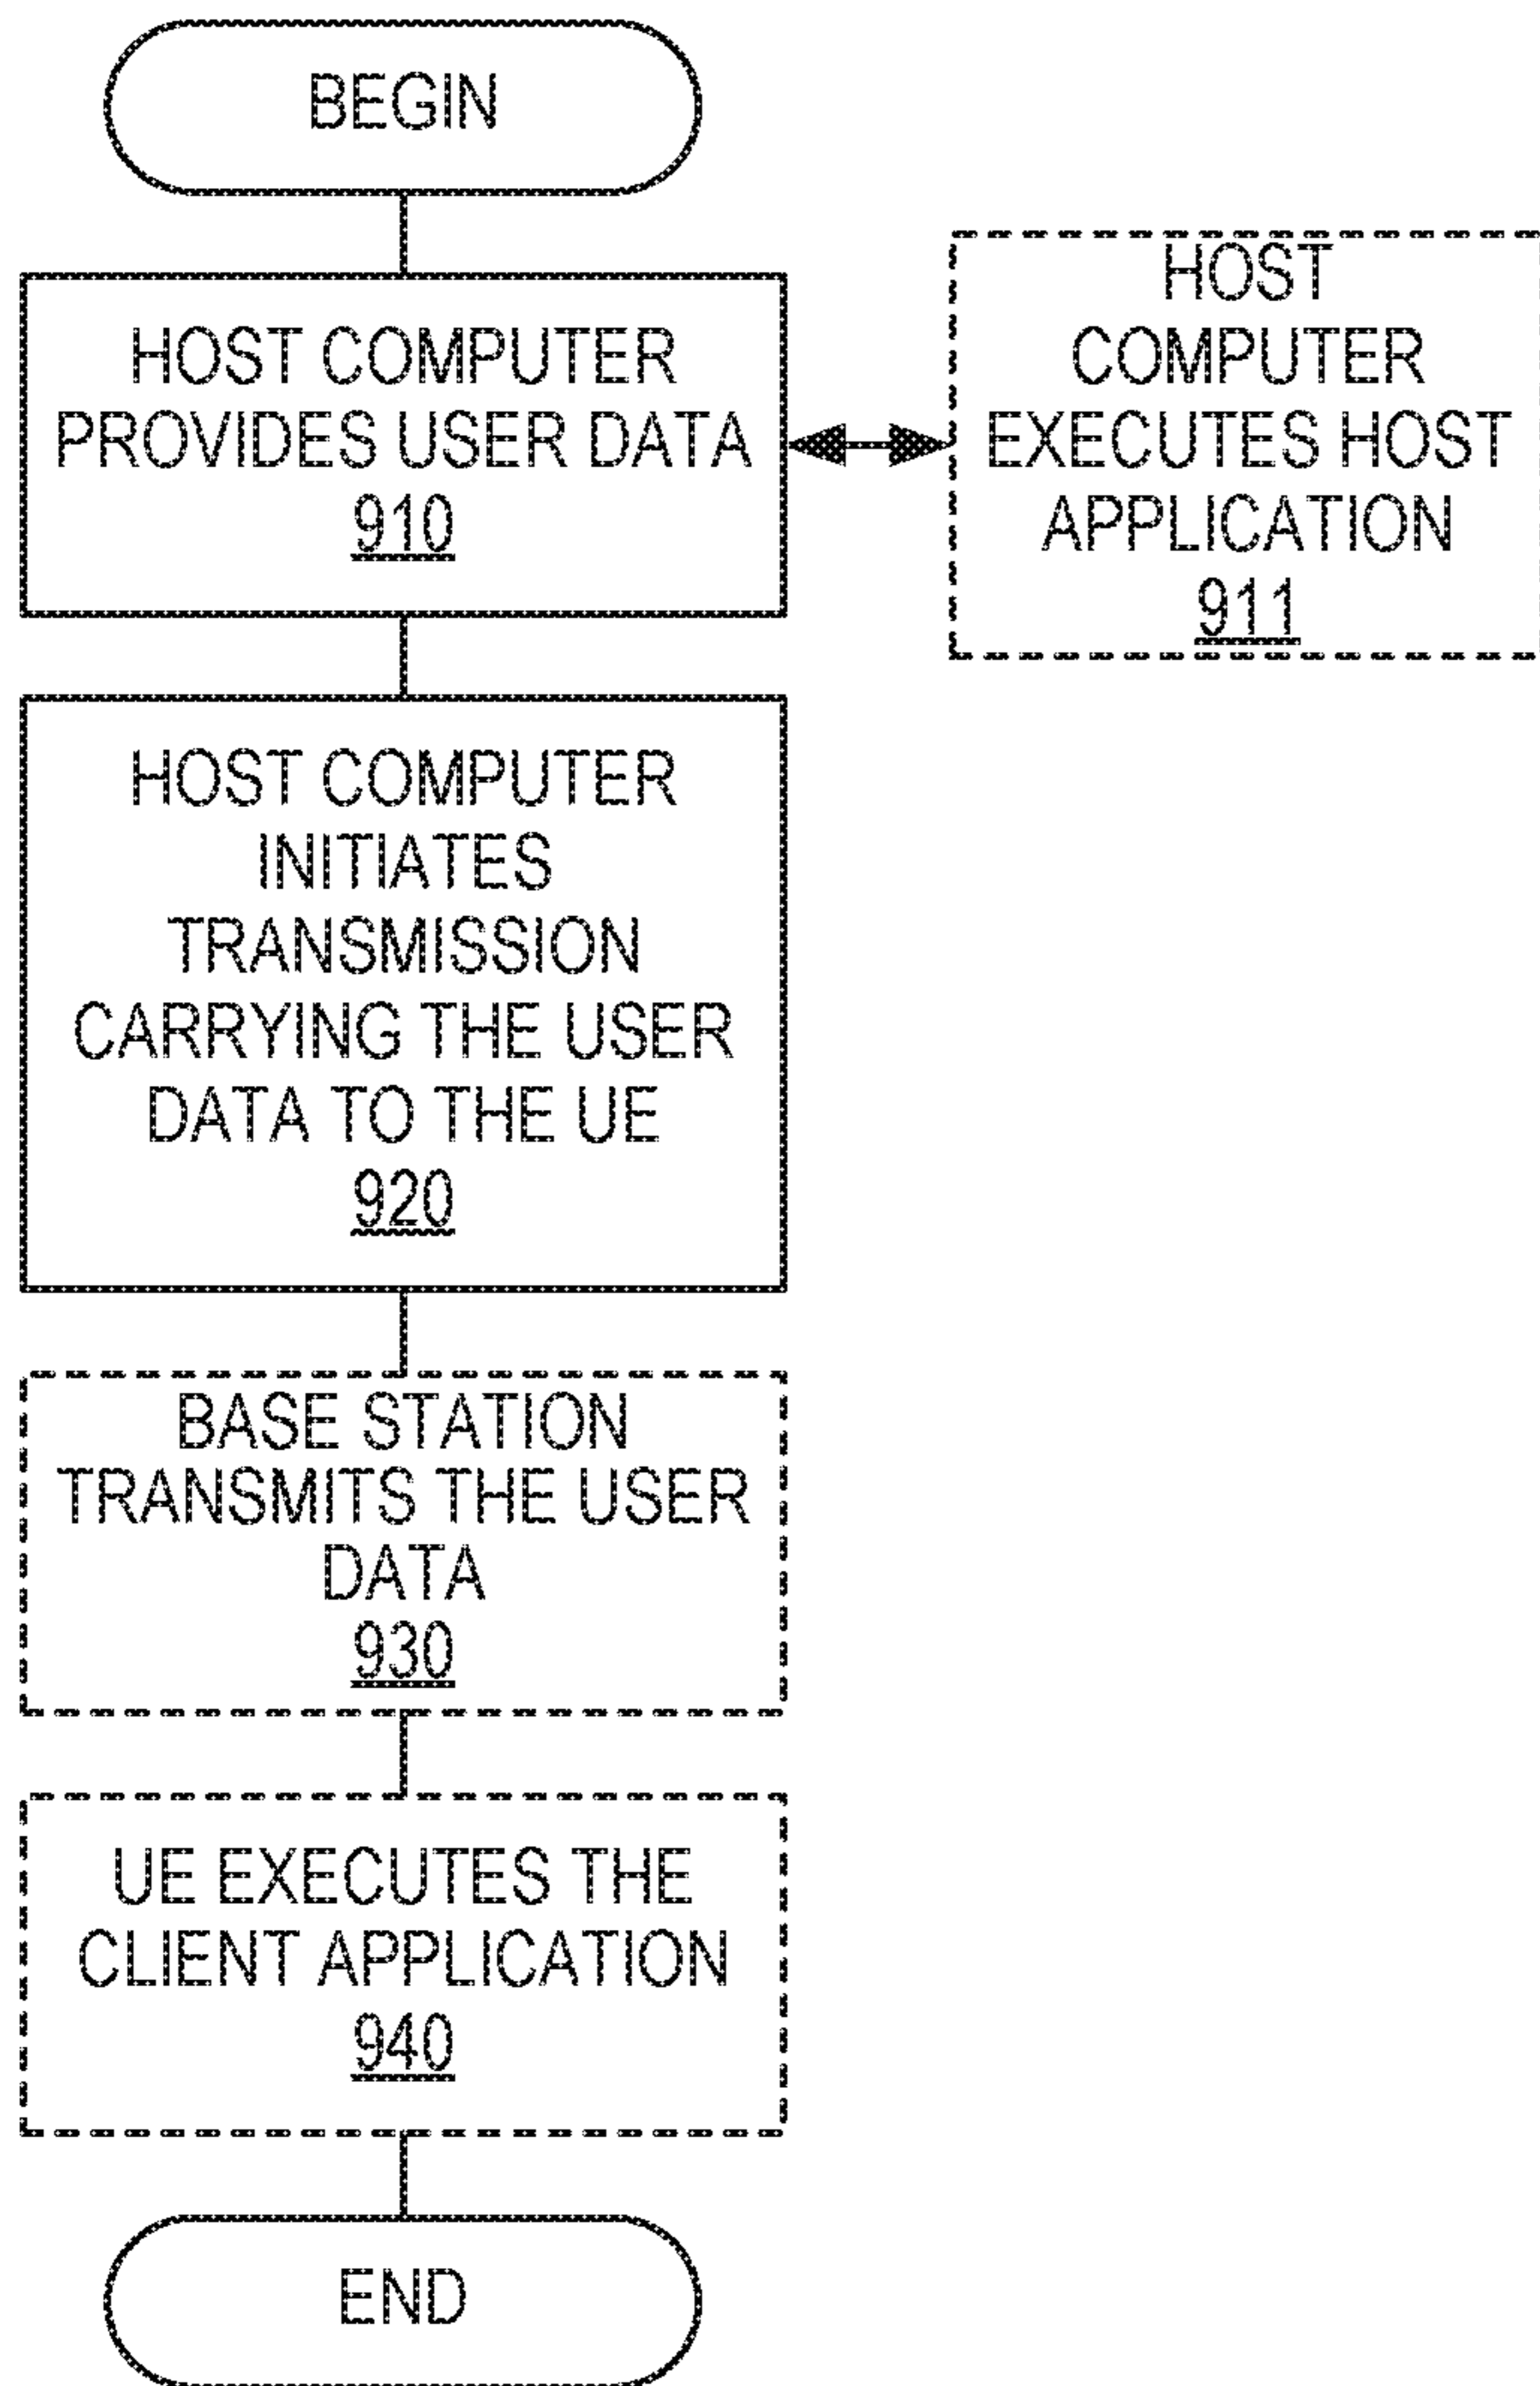 BEGIN
HOST COMPUTER
PROVIDES USER DATA
910
HOST
COMPUTER
EXECUTES HOST
APPLICATION
911
HOST COMPUTER
INITIATES
TRANSMISSION
CARRYING THE USER
DATA TO THE UE
920
BASE STATION
TRANSMITS THE USER
DATA
930
UE EXECUTES THE
CLIENT APPLICATION
940
END